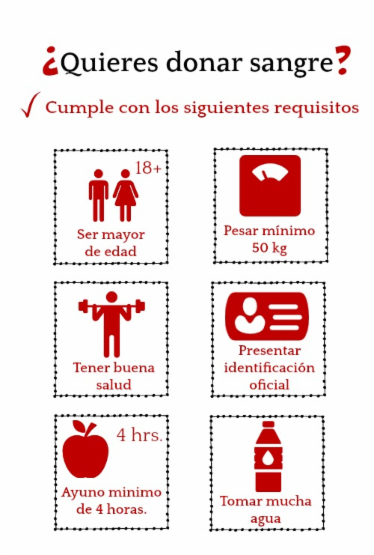 ¿Quieres donar sangre?
Cumple con los siguientes requisitos
18+
Ser mayor
de edad
Pesar mínimo
50 kg
Tener buena
salud
Presentar
identificación
oficial
4 hrs.
Ayuno minimo
de 4 horas.
Tomar mucha
agua